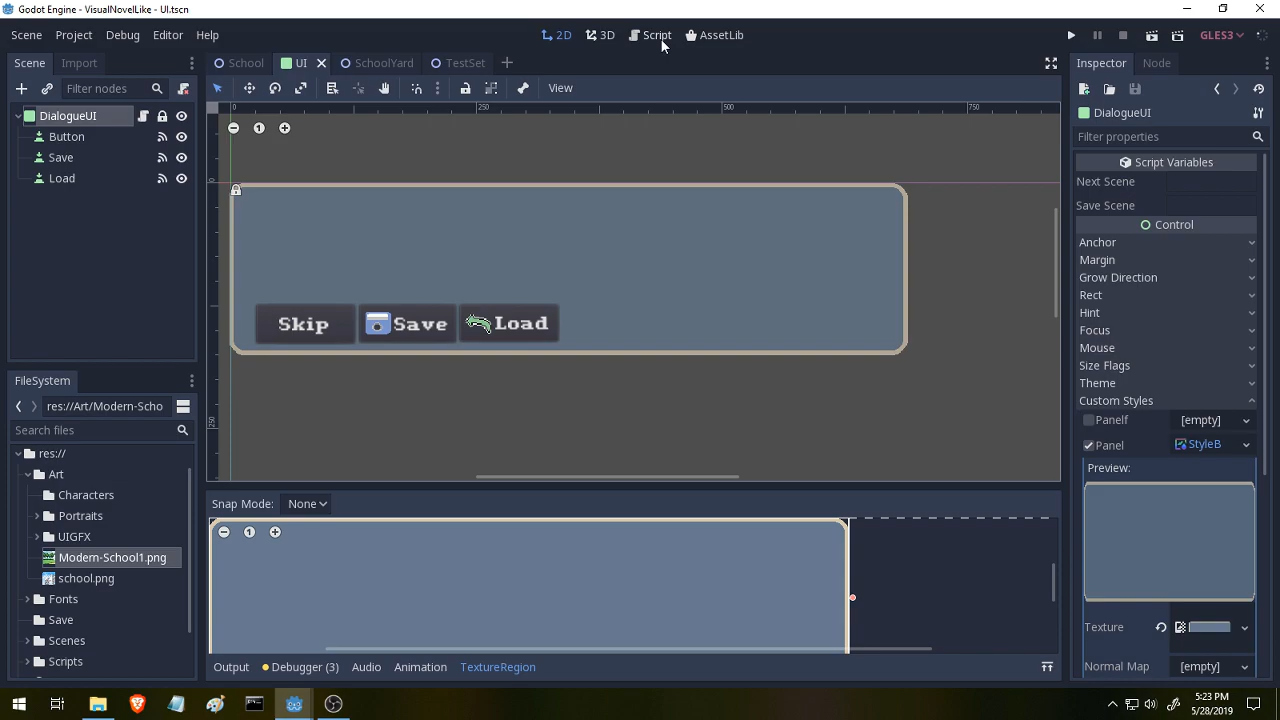 Godot Engine - VisualNovelLike - UI.tscn
Scene Project Debug Editor Help
2D 3D Script AssetLib
GLES3
Scene Import
School UI SchoolYard TestSet
Inspector Node
Filter nodes
View
DialogueUI
Button
Save
Load
0 250 500 750
1
0
250
Skip Save Load
DialogueUI
Filter properties
Script Variables
Next Scene
Save Scene
Control
Anchor
Margin
Grow Direction
Rect
Hint
Focus
Mouse
Size Flags
Theme
Custom Styles
Panelf [empty]
Panel StyleB
Preview:
Texture
Normal Map [empty]
FileSystem
res://Art/Modern-Scho
Search files
res://
Art
Characters
Portraits
UIGFX
Modern-School1.png
school.png
Fonts
Save
Scenes
Scripts
Snap Mode: None
1
Output Debugger (3) Audio Animation TextureRegion
5:23 PM
5/28/2019